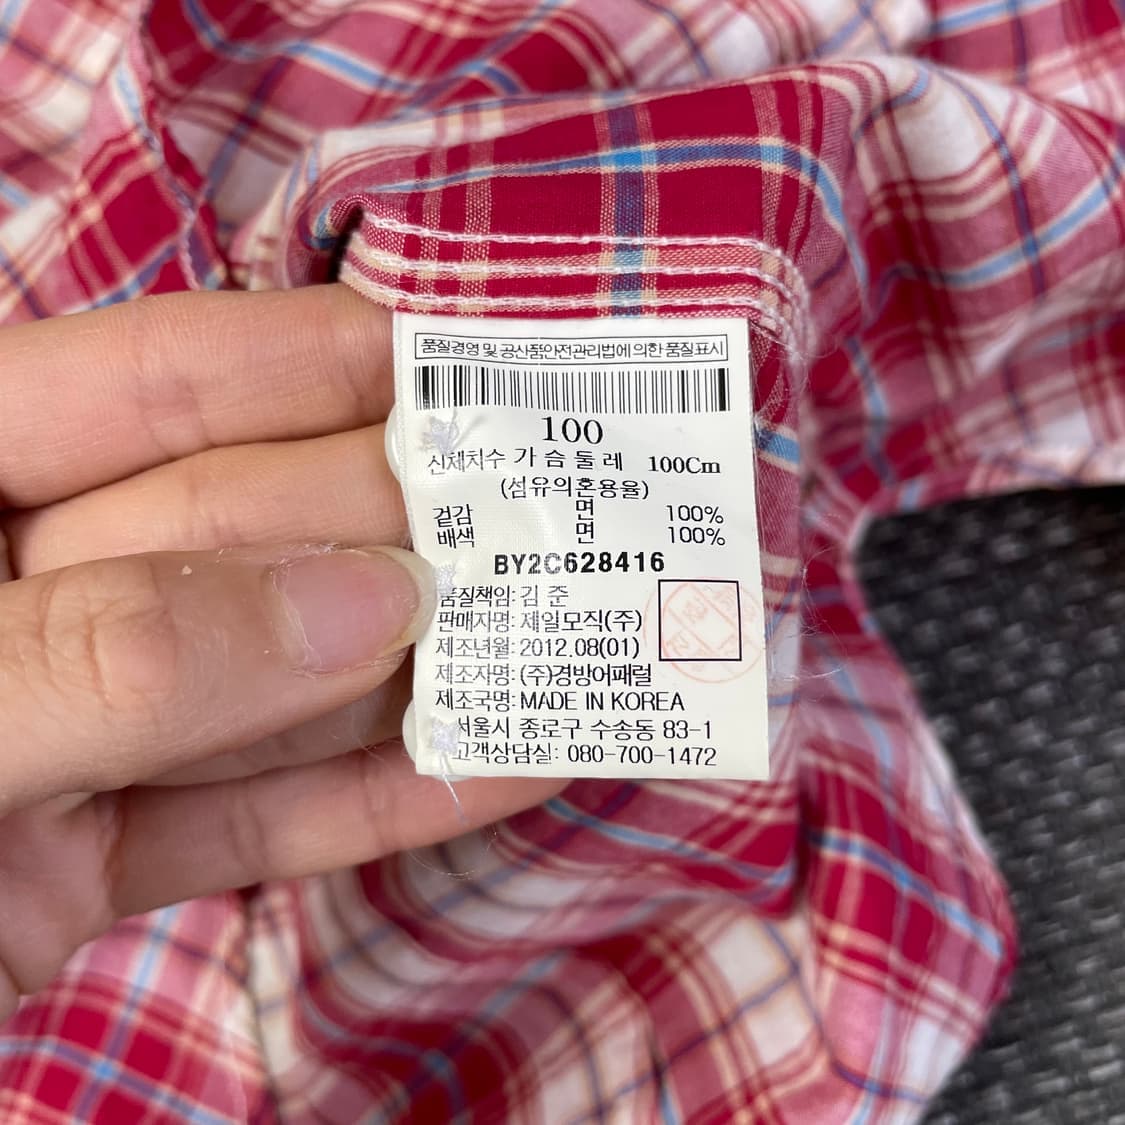 품질경영 및 공산품안전관리법에 의한 품질표시
100
신체치수 가 슴 둘 레 100Cm
(섬유의혼용율)
겉감 면 100%
배색 면 100%
BY2C628416
품질책임: 김 준
판매자명: 제일모직(주)
제조년월: 2012.08(01)
제조자명: (주)경방어패럴
제조국명: MADE IN KOREA
서울시 종로구 수송동 83-1
고객상담실: 080-700-1472